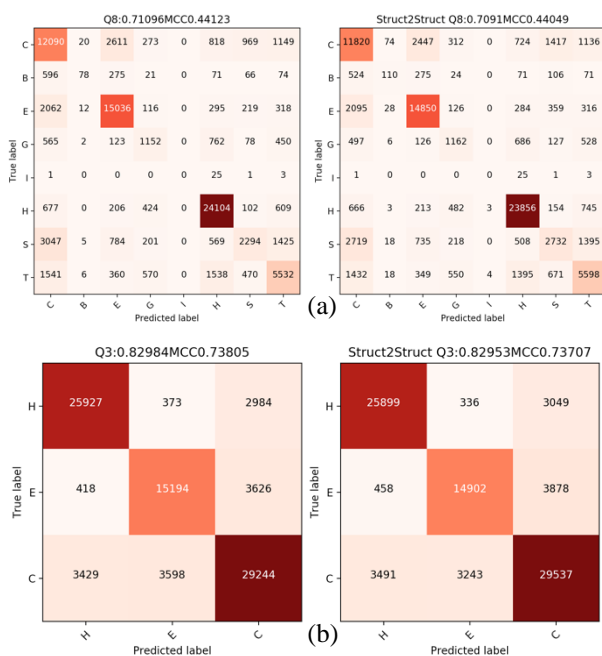 Q8:0.71096MCC0.44123
C 12090 20 2611 273 0 818 969 1149
B 596 78 275 21 0 71 66 74
E 2062 12 15036 116 0 295 219 318
G 565 2 123 1152 0 762 78 450
I 1 0 0 0 0 25 1 3
H 677 0 206 424 0 24104 102 609
S 3047 5 784 201 0 569 2294 1425
T 1541 6 360 570 0 1538 470 5532
C B E G I H S T
True label
Predicted label
Struct2Struct Q8:0.7091MCC0.44049
C 11820 74 2447 312 0 724 1417 1136
B 524 110 275 24 0 71 106 71
E 2095 28 14850 126 0 284 359 316
G 497 6 126 1162 0 686 127 528
I 1 0 0 0 0 25 1 3
H 666 3 213 482 3 23856 154 745
S 2719 18 735 218 0 508 2732 1395
T 1432 18 349 550 4 1395 671 5598
C B E G I H S T
True label
Predicted label
(a)
Q3:0.82984MCC0.73805
H 25927 373 2984
E 418 15194 3626
C 3429 3598 29244
H E C
True label
Predicted label
Struct2Struct Q3:0.82953MCC0.73707
H 25899 336 3049
E 458 14902 3878
C 3491 3243 29537
H E C
True label
Predicted label
(b)